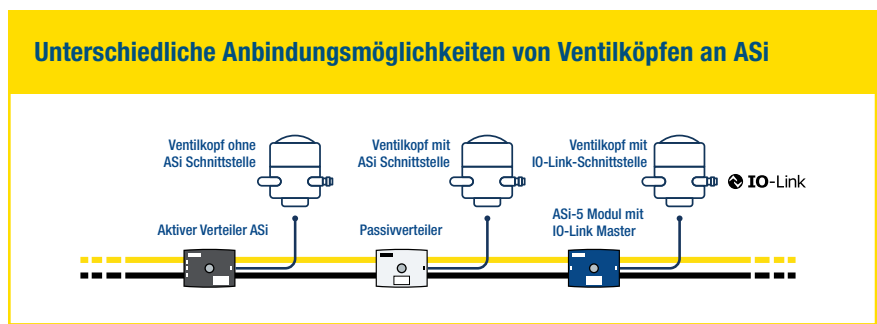 Unterschiedliche Anbindungsmöglichkeiten von Ventilköpfen an ASi
Ventilkopf ohne
ASi Schnittstelle
Ventilkopf mit
ASi Schnittstelle
Ventilkopf mit
IO-Link-Schnittstelle
IO-Link
Aktiver Verteiler ASi
Passivverteiler
ASi-5 Modul mit
IO-Link Master